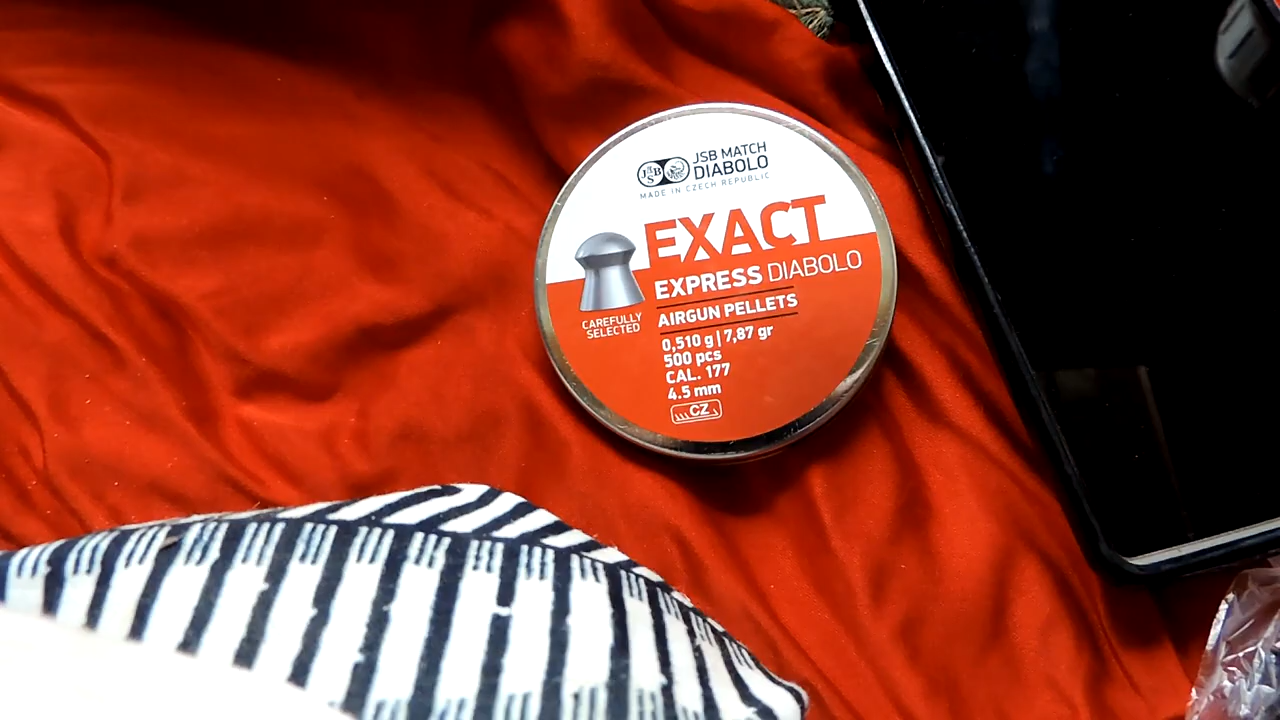 JSB
JSB MATCH
DIABOLO
MADE IN CZECH REPUBLIC
EXACT
EXPRESS DIABOLO
AIRGUN PELLETS
CAREFULLY
SELECTED
0,510 g | 7,87 gr
500 pcs
CAL. 177
4.5 mm
CZ